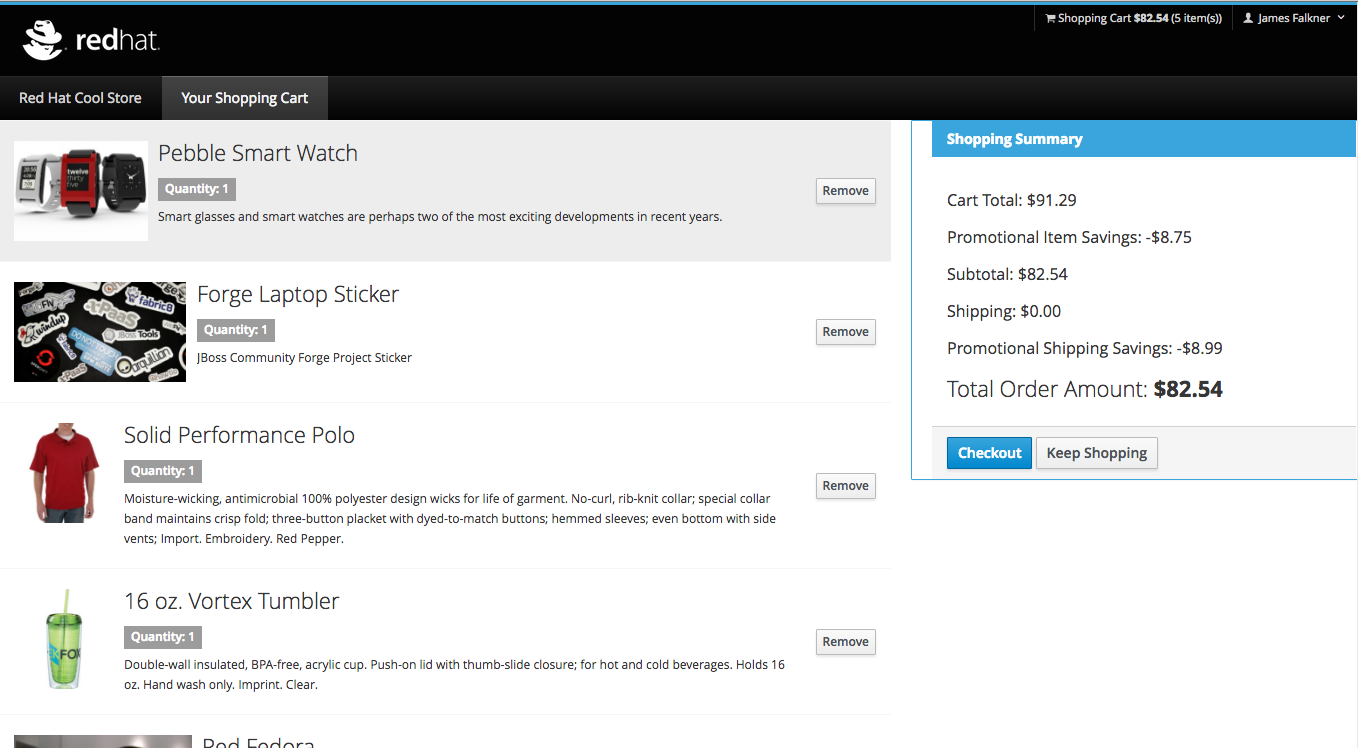 Shopping Cart $82.54 (5 item(s))
James Falkner
redhat.
Red Hat Cool Store
Your Shopping Cart
Pebble Smart Watch
Quantity: 1
Smart glasses and smart watches are perhaps two of the most exciting developments in recent years.
Remove
twelve
thirty
five
Forge Laptop Sticker
Quantity: 1
JBoss Community Forge Project Sticker
Remove
fabric8
xPaaS
JBoss Tools
windup
Arquillian
xPaaS
Solid Performance Polo
Quantity: 1
Moisture-wicking, antimicrobial 100% polyester design wicks for life of garment. No-curl, rib-knit collar; special collar
band maintains crisp fold; three-button placket with dyed-to-match buttons; hemmed sleeves; even bottom with side
vents; Import. Embroidery. Red Pepper.
Remove
16 oz. Vortex Tumbler
Quantity: 1
Double-wall insulated, BPA-free, acrylic cup. Push-on lid with thumb-slide closure; for hot and cold beverages. Holds 16
oz. Hand wash only. Imprint. Clear.
Remove
FOX
Red Fedora
Shopping Summary
Cart Total: $91.29
Promotional Item Savings: -$8.75
Subtotal: $82.54
Shipping: $0.00
Promotional Shipping Savings: -$8.99
Total Order Amount: $82.54
Checkout
Keep Shopping